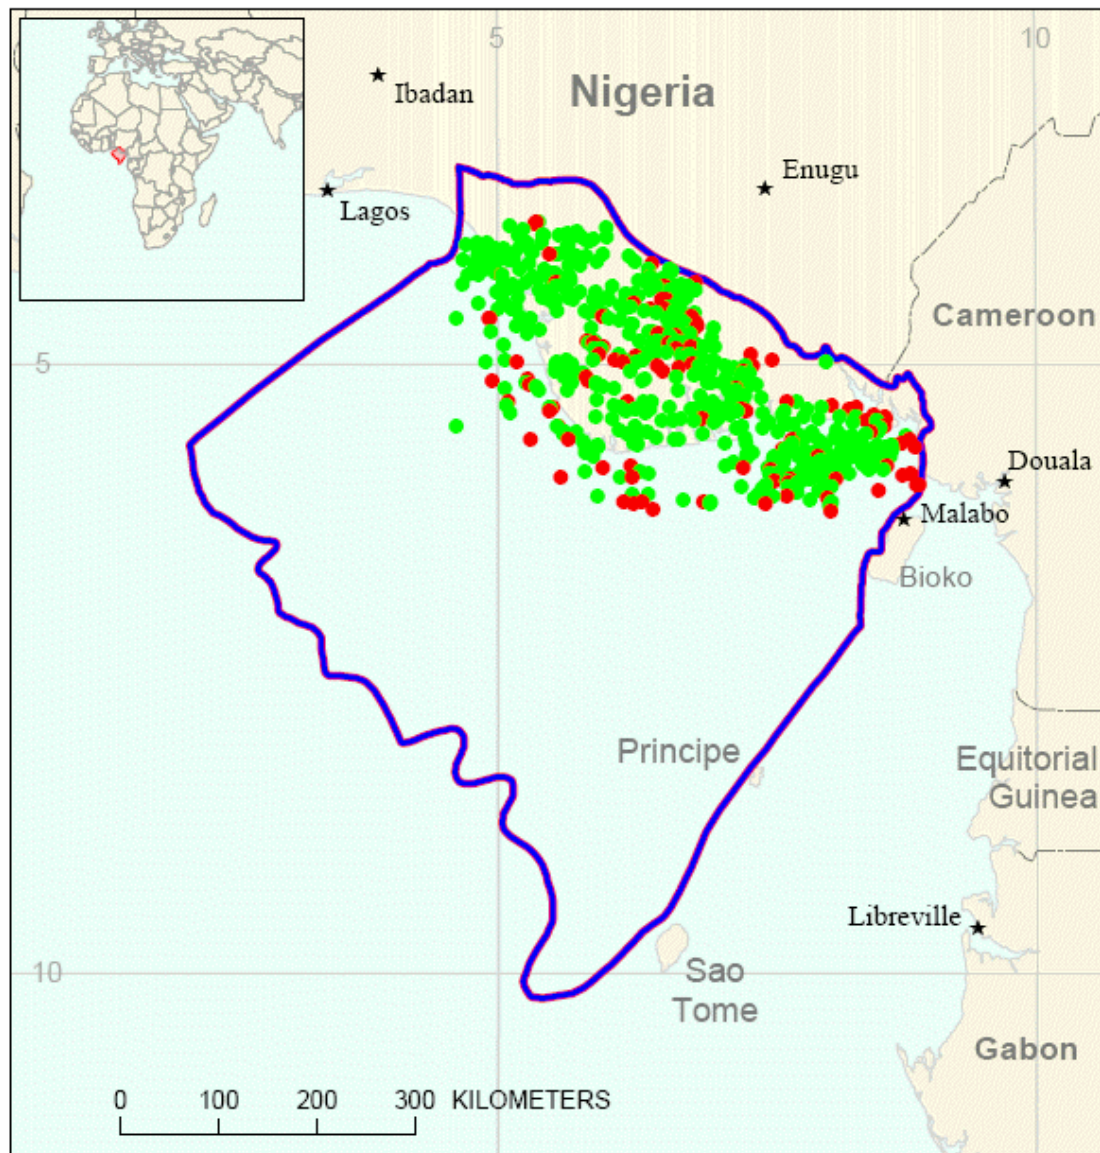 5
10
Ibadan
Nigeria
Enugu
Lagos
Cameroon
5
Douala
Malabo
Bioko
Principe
Equitorial
Guinea
Libreville
10
Sao
Tome
Gabon
0 100 200 300 KILOMETERS